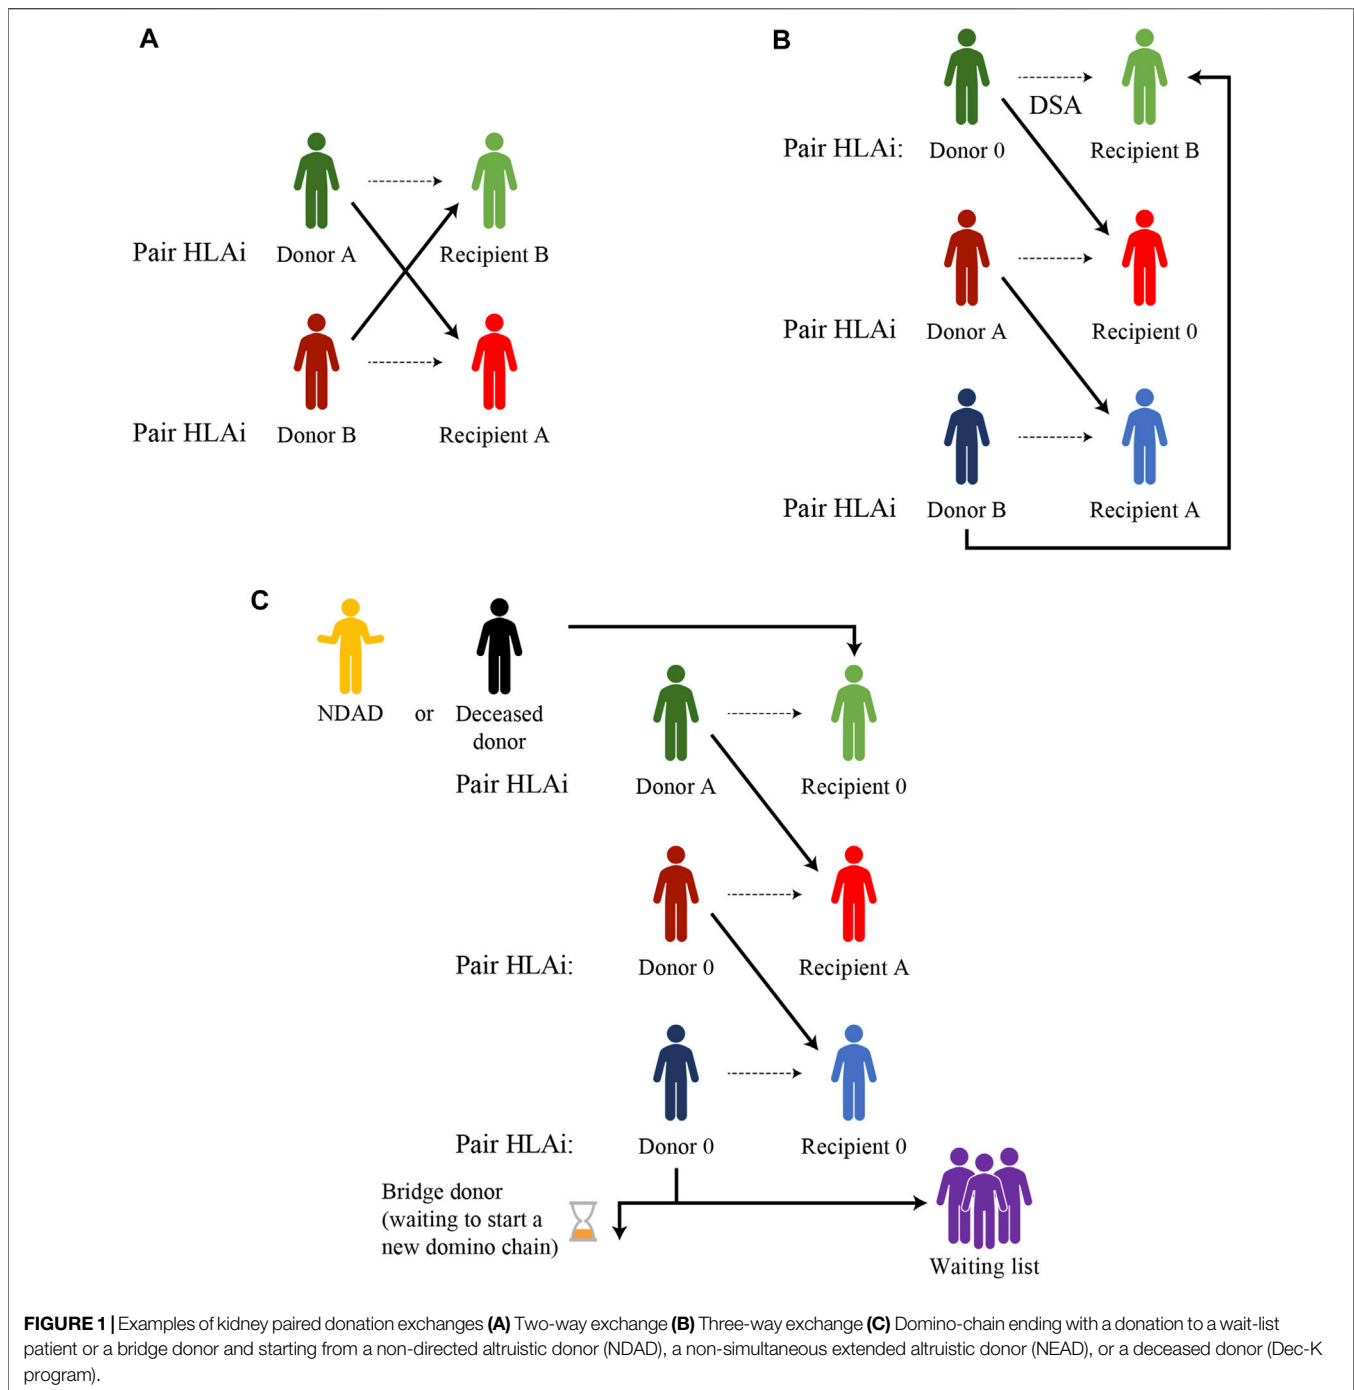 A
Pair HLAi Donor A Recipient B
Pair HLAi Donor B Recipient A
B
DSA
Pair HLAi: Donor 0 Recipient B
Pair HLAi Donor A Recipient 0
Pair HLAi Donor B Recipient A
C
NDAD or Deceased
donor
Pair HLAi Donor A Recipient 0
Pair HLAi: Donor 0 Recipient A
Pair HLAi: Donor 0 Recipient 0
Bridge donor
(waiting to start a
new domino chain)
Waiting list
FIGURE 1 | Examples of kidney paired donation exchanges (A) Two-way exchange (B) Three-way exchange (C) Domino-chain ending with a donation to a wait-list
patient or a bridge donor and starting from a non-directed altruistic donor (NDAD), a non-simultaneous extended altruistic donor (NEAD), or a deceased donor (Dec-K
program).